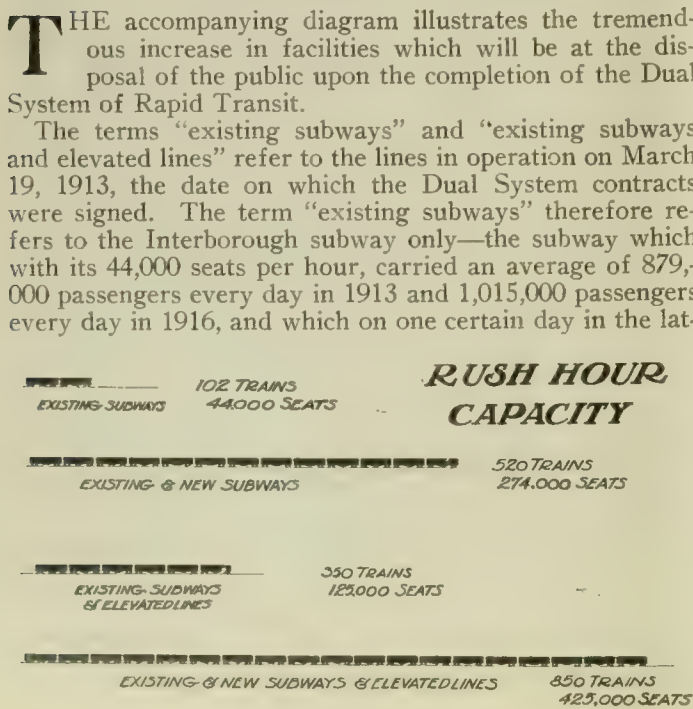 THE accompanying diagram illustrates the tremend-
ous increase in facilities which will be at the dis-
posal of the public upon the completion of the Dual
System of Rapid Transit.
The terms “existing subways” and “existing subways
and elevated lines” refer to the lines in operation on March
19, 1913, the date on which the Dual System contracts
were signed. The term “existing subways” therefore re-
fers to the Interborough subway only—the subway which
with its 44,000 seats per hour, carried an average of 879,-
000 passengers every day in 1913 and 1,015,000 passengers
every day in 1916, and which on one certain day in the lat-
RUSH HOUR
CAPACITY
102 TRAINS
44.000 SEATS
EXISTING SUBWAYS
520 TRAINS
274.000 SEATS
EXISTING & NEW SUBWAYS
350 TRAINS
125,000 SEATS
EXISTING SUBWAYS
& ELEVATED LINES
EXISTING & NEW SUBWAYS & ELEVATED LINES
850 TRAINS
425,000 SEATS